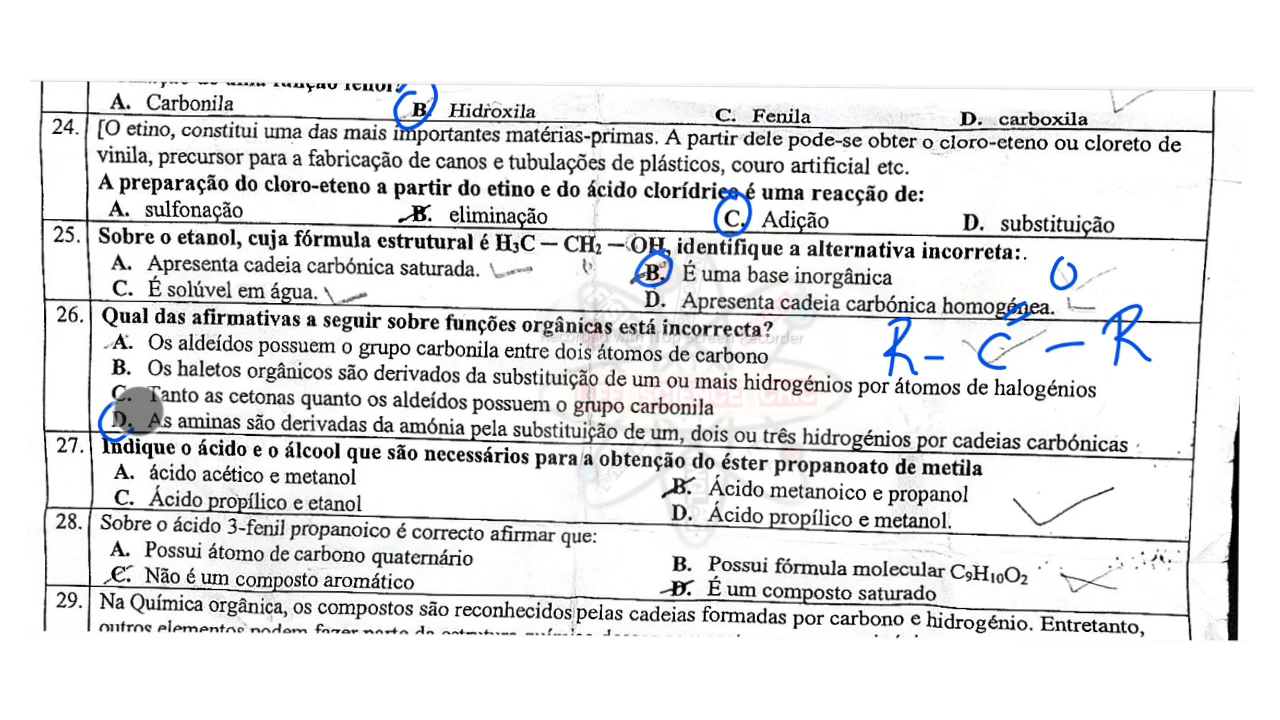 função fenol?
A. Carbonila B. Hidroxila C. Fenila D. carboxila
24. [O etino, constitui uma das mais importantes matérias-primas. A partir dele pode-se obter o cloro-eteno ou cloreto de
vinila, precursor para a fabricação de canos e tubulações de plásticos, couro artificial etc.
A preparação do cloro-eteno a partir do etino e do ácido clorídrico é uma reacção de:
A. sulfonação B. eliminação C. Adição D. substituição
25. Sobre o etanol, cuja fórmula estrutural é H₃C – CH₂ – OH, identifique a alternativa incorreta:.
A. Apresenta cadeia carbónica saturada. B. É uma base inorgânica
C. É solúvel em água. D. Apresenta cadeia carbónica homogénea.
O
R - C - R
26. Qual das afirmativas a seguir sobre funções orgânicas está incorrecta?
A. Os aldeídos possuem o grupo carbonila entre dois átomos de carbono
B. Os haletos orgânicos são derivados da substituição de um ou mais hidrogénios por átomos de halogénios
C. Tanto as cetonas quanto os aldeídos possuem o grupo carbonila
D. As aminas são derivadas da amónia pela substituição de um, dois ou três hidrogénios por cadeias carbónicas
27. Indique o ácido e o álcool que são necessários para a obtenção do éster propanoato de metila
A. ácido acético e metanol B. Ácido metanoico e propanol
C. Ácido propílico e etanol D. Ácido propílico e metanol.
28. Sobre o ácido 3-fenil propanoico é correcto afirmar que:
A. Possui átomo de carbono quaternário B. Possui fórmula molecular C₉H₁₀O₂
C. Não é um composto aromático D. É um composto saturado
29. Na Química orgânica, os compostos são reconhecidos pelas cadeias formadas por carbono e hidrogénio. Entretanto,